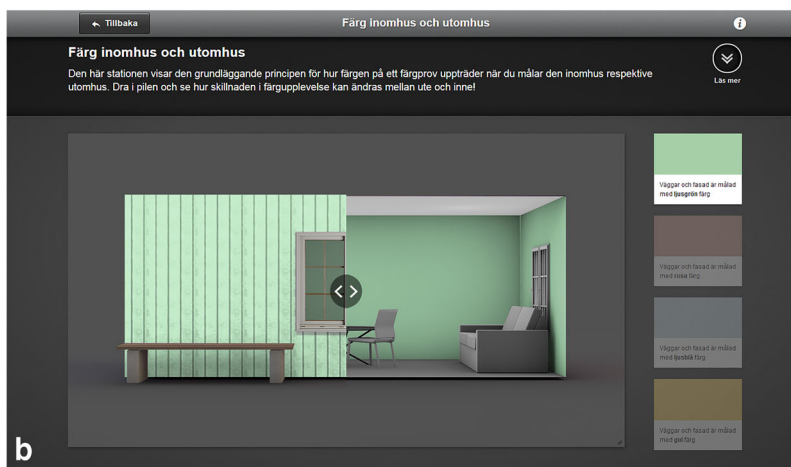 Tillbaka
Färg inomhus och utomhus
Färg inomhus och utomhus
Den här stationen visar den grundläggande principen för hur färgen på ett färgprov uppträder när du målar den inomhus respektive
utomhus. Dra i pilen och se hur skillnaden i färgupplevelse kan ändras mellan ute och inne!
Läs mer
Väggar och fasad är målad
med ljusgrön färg
Väggar och fasad är målad
med rosa färg
Väggar och fasad är målad
med ljusblå färg
Väggar och fasad är målad
med gul färg
b